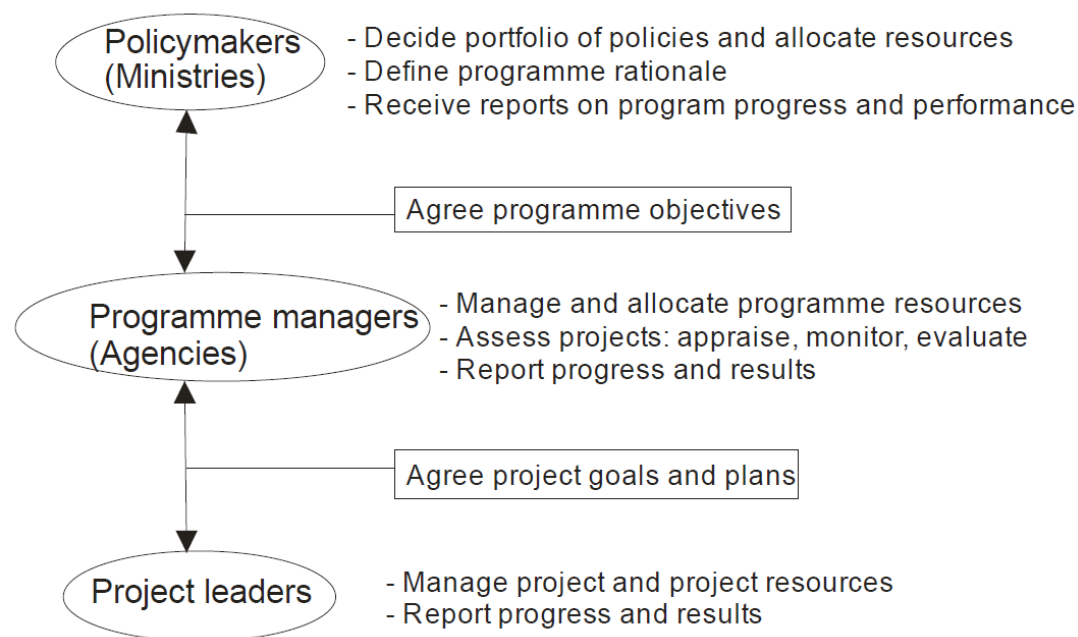 Policymakers
(Ministries)
- Decide portfolio of policies and allocate resources
- Define programme rationale
- Receive reports on program progress and performance
Agree programme objectives
Programme managers
(Agencies)
- Manage and allocate programme resources
- Assess projects: appraise, monitor, evaluate
- Report progress and results
Agree project goals and plans
Project leaders
- Manage project and project resources
- Report progress and results